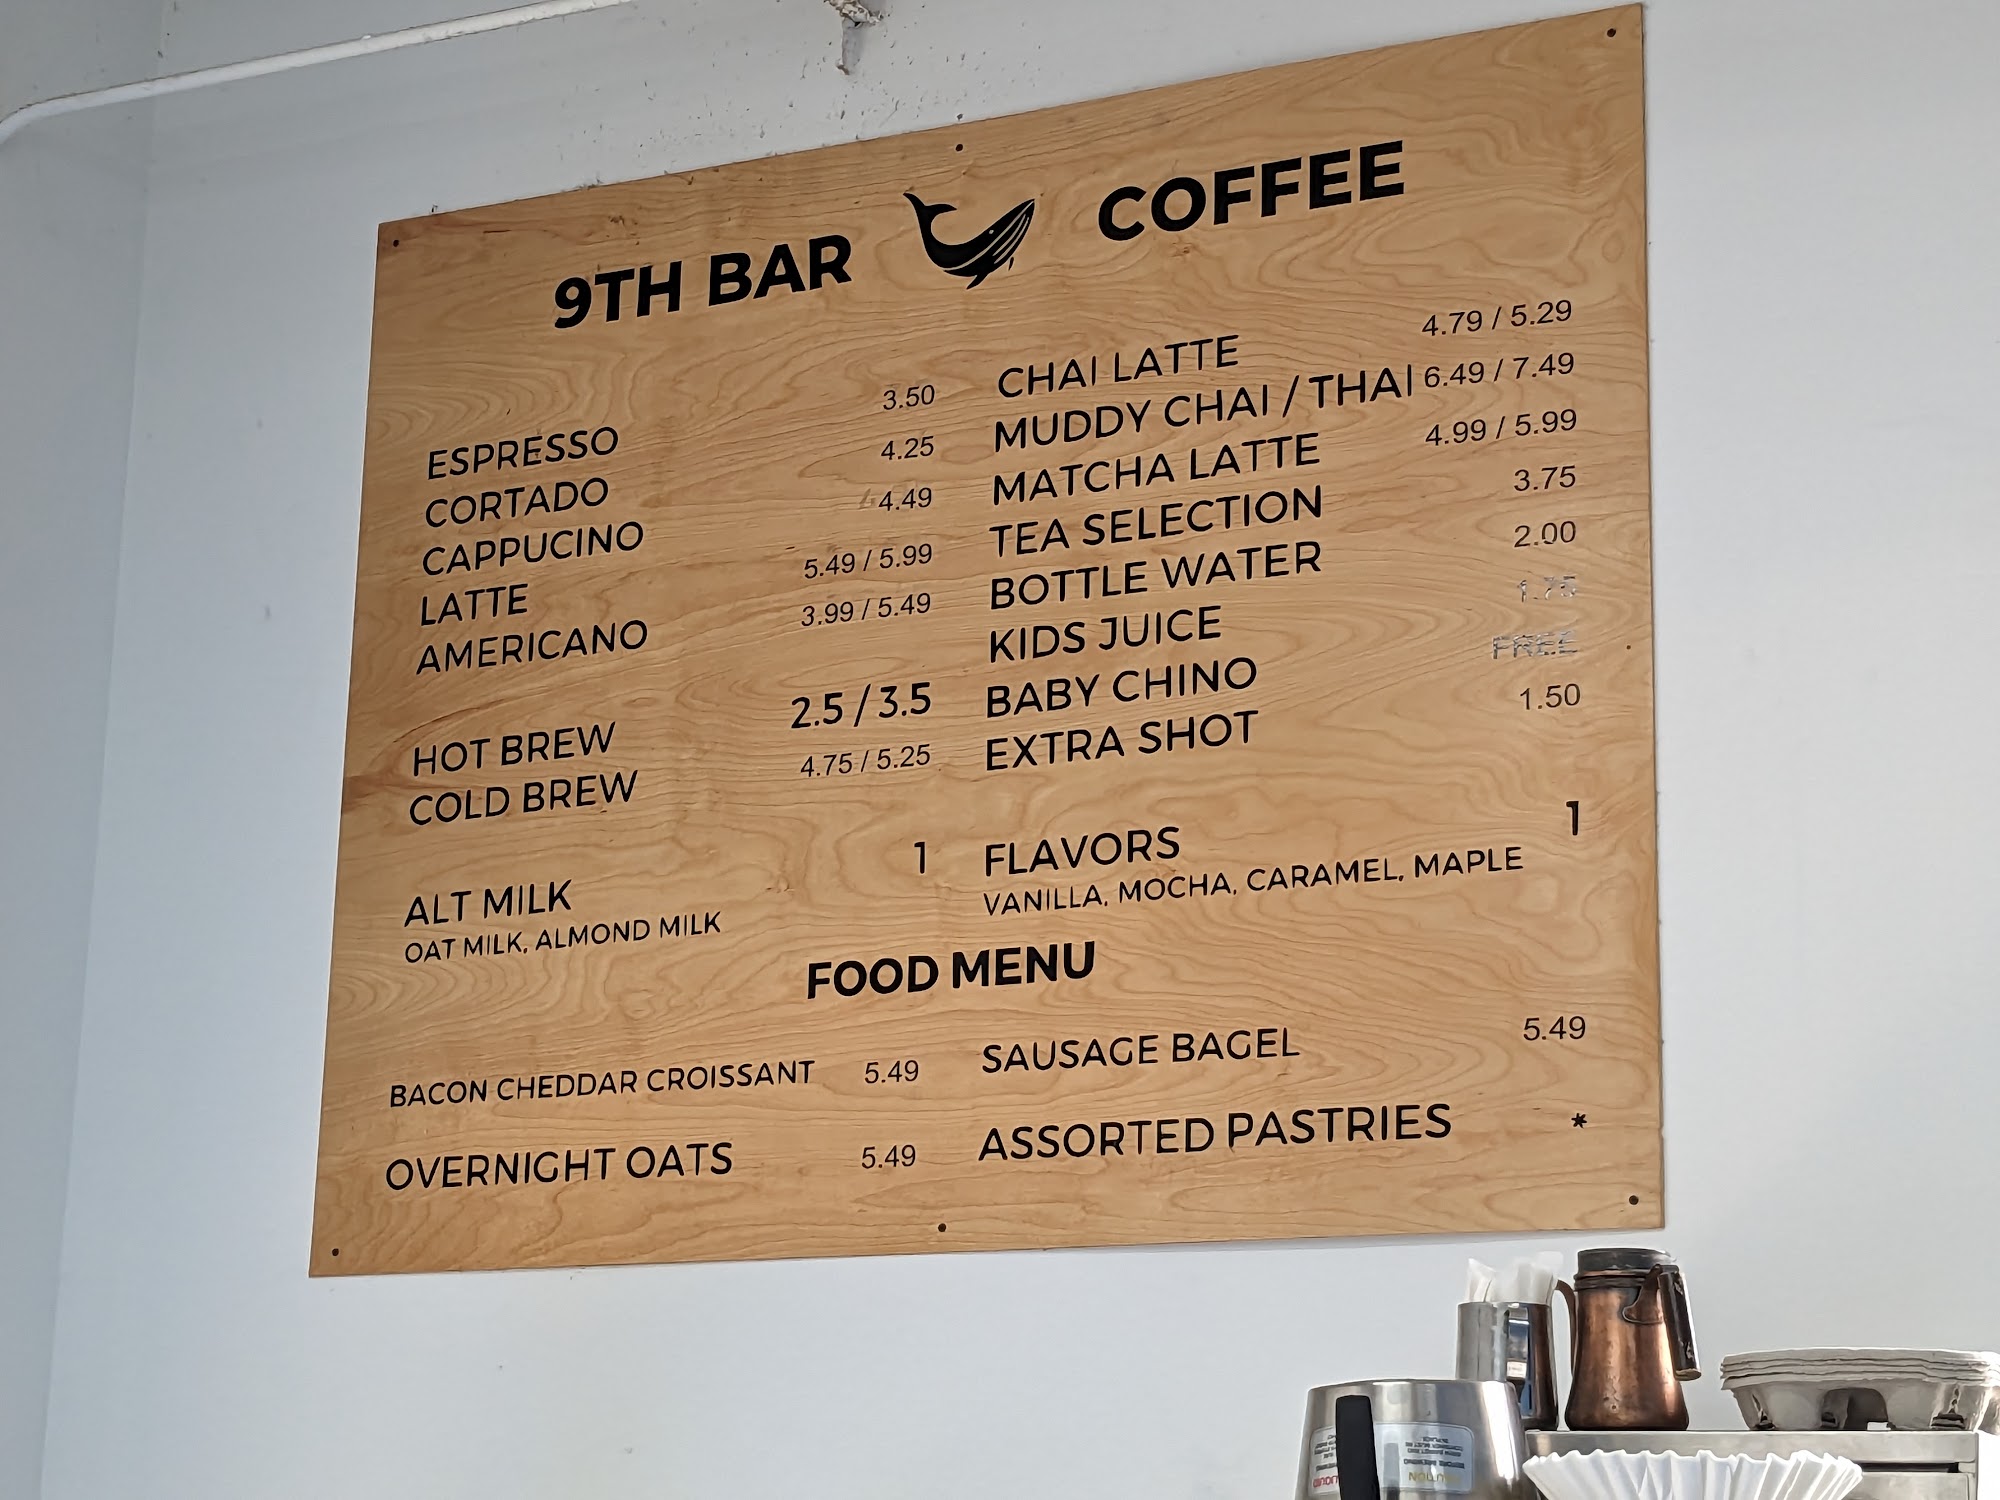 9TH BAR COFFEE
ESPRESSO 3.50
CORTADO 4.25
CAPPUCINO 4.49
LATTE 5.49 / 5.99
AMERICANO 3.99 / 5.49
HOT BREW 2.5 / 3.5
COLD BREW 4.75 / 5.25
ALT MILK 1
OAT MILK, ALMOND MILK
CHAI LATTE 4.79 / 5.29
MUDDY CHAI / THAI 6.49 / 7.49
MATCHA LATTE 4.99 / 5.99
TEA SELECTION 3.75
BOTTLE WATER 2.00
KIDS JUICE 1.75
BABY CHINO FREE
EXTRA SHOT 1.50
FLAVORS 1
VANILLA, MOCHA, CARAMEL, MAPLE
FOOD MENU
BACON CHEDDAR CROISSANT 5.49
OVERNIGHT OATS 5.49
SAUSAGE BAGEL 5.49
ASSORTED PASTRIES *